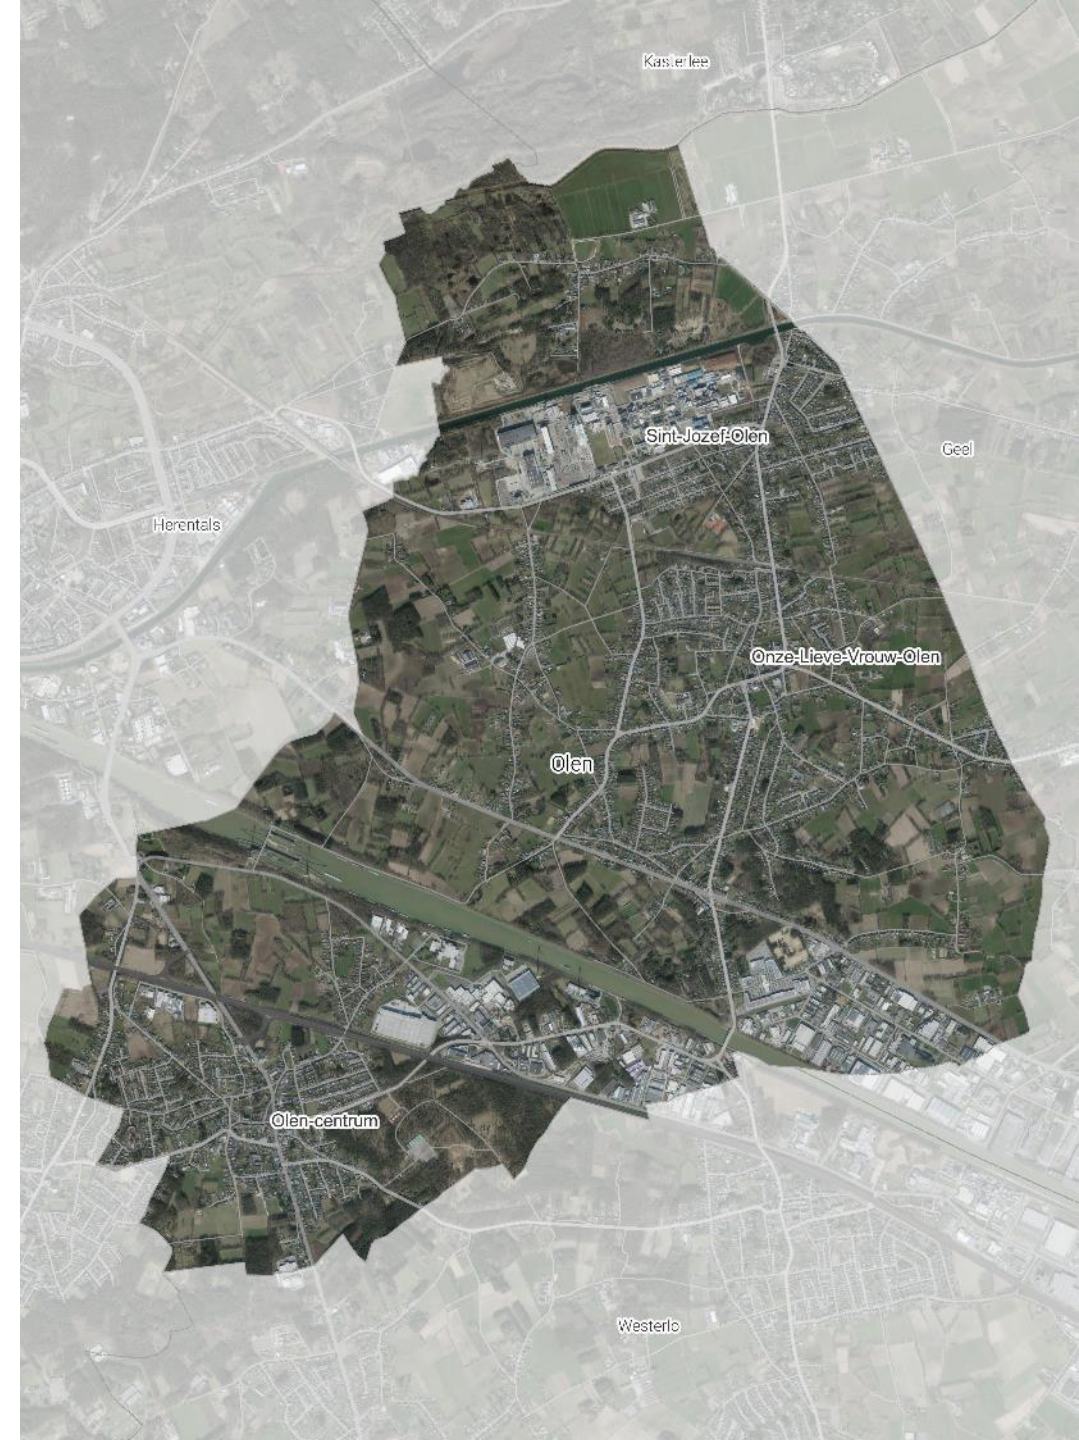 Kasterlee
Sint-Jozef-Olen
Geel
Herentals
Onze-Lieve-Vrouw-Olen
Olen
Olen-centrum
Westerlo